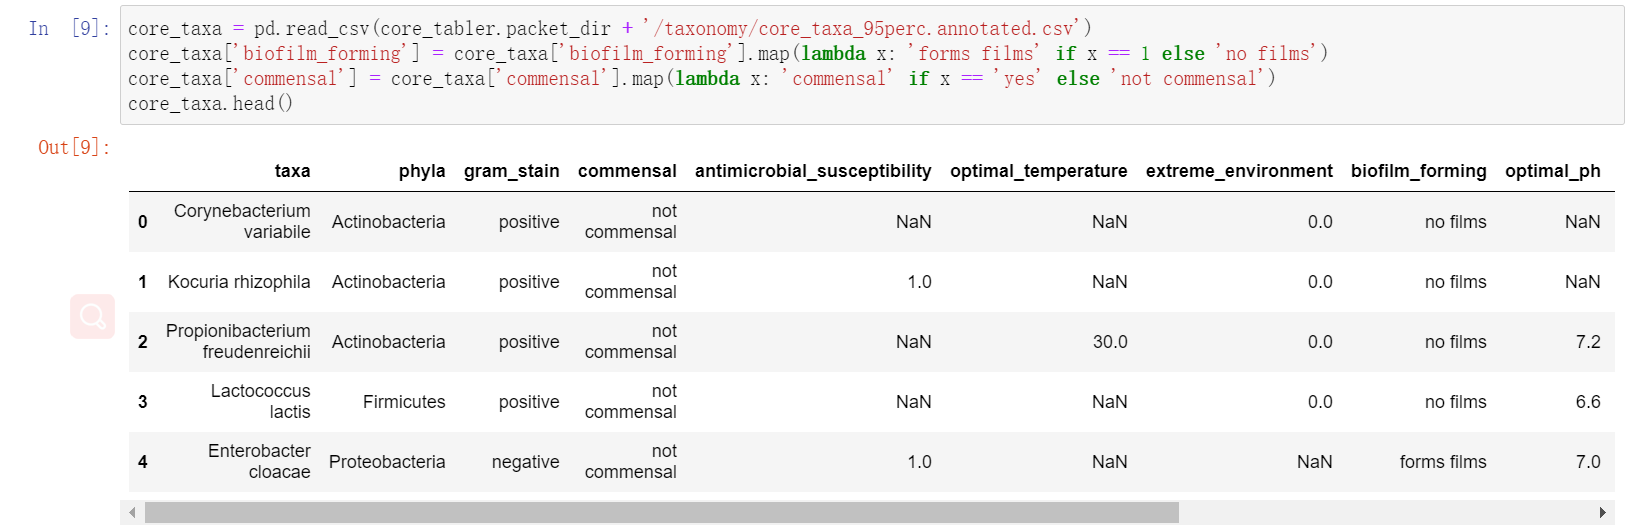 In [9]: core_taxa = pd.read_csv(core_tabler.packet_dir + '/taxonomy/core_taxa_95perc.annotated.csv')
core_taxa['biofilm_forming'] = core_taxa['biofilm_forming'].map(lambda x: 'forms films' if x == 1 else 'no films')
core_taxa['commensal'] = core_taxa['commensal'].map(lambda x: 'commensal' if x == 'yes' else 'not commensal')
core_taxa.head()
Out[9]:
taxa phyla gram_stain commensal antimicrobial_susceptibility optimal_temperature extreme_environment biofilm_forming optimal_ph
0 Corynebacterium variabile Actinobacteria positive not commensal NaN NaN 0.0 no films NaN
1 Kocuria rhizophila Actinobacteria positive not commensal 1.0 NaN 0.0 no films NaN
2 Propionibacterium freudenreichii Actinobacteria positive not commensal NaN 30.0 0.0 no films 7.2
3 Lactococcus lactis Firmicutes positive not commensal NaN NaN 0.0 no films 6.6
4 Enterobacter cloacae Proteobacteria negative not commensal 1.0 NaN NaN forms films 7.0